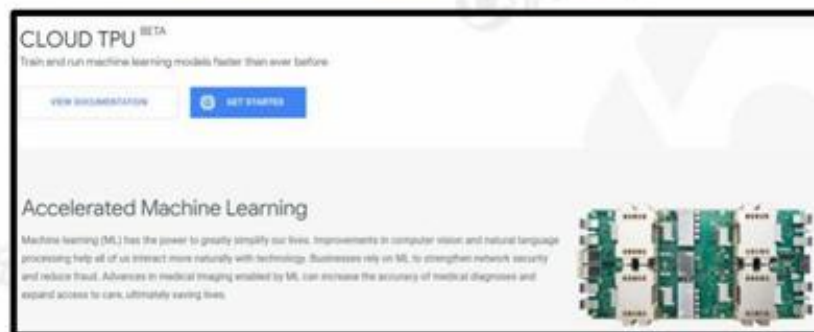 CLOUD TPU BETA
Train and run machine learning models faster than ever before
VIEW DOCUMENTATION
GET STARTED
Accelerated Machine Learning
Machine learning (ML) has the power to greatly simplify our lives. Improvements in computer vision and natural language
processing help all of us interact more naturally with technology. Businesses rely on ML to strengthen network security
and reduce fraud. Advances in medical imaging enabled by ML can increase the accuracy of medical diagnoses and
expand access to care, ultimately saving lives.